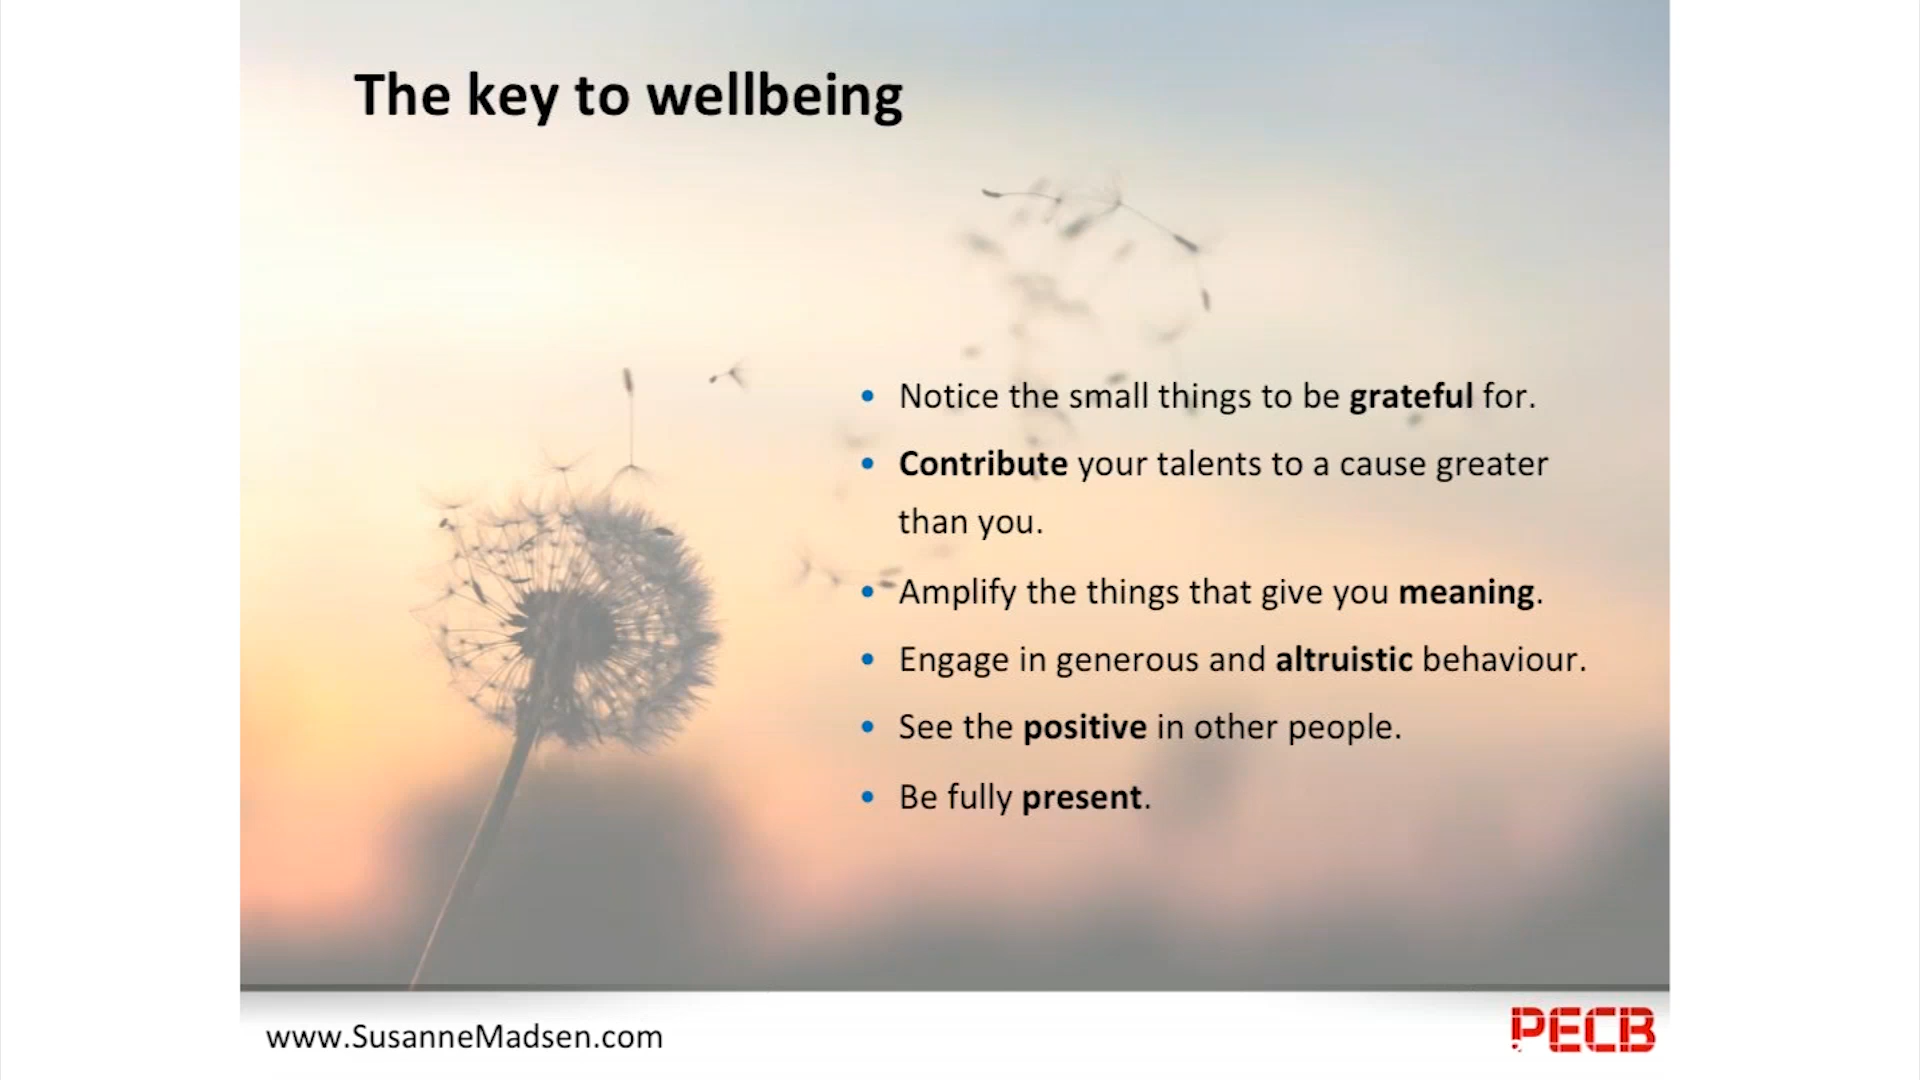 The key to wellbeing
• Notice the small things to be grateful for.
• Contribute your talents to a cause greater
than you.
• Amplify the things that give you meaning.
• Engage in generous and altruistic behaviour.
• See the positive in other people.
• Be fully present.
www.SusanneMadsen.com
PECB